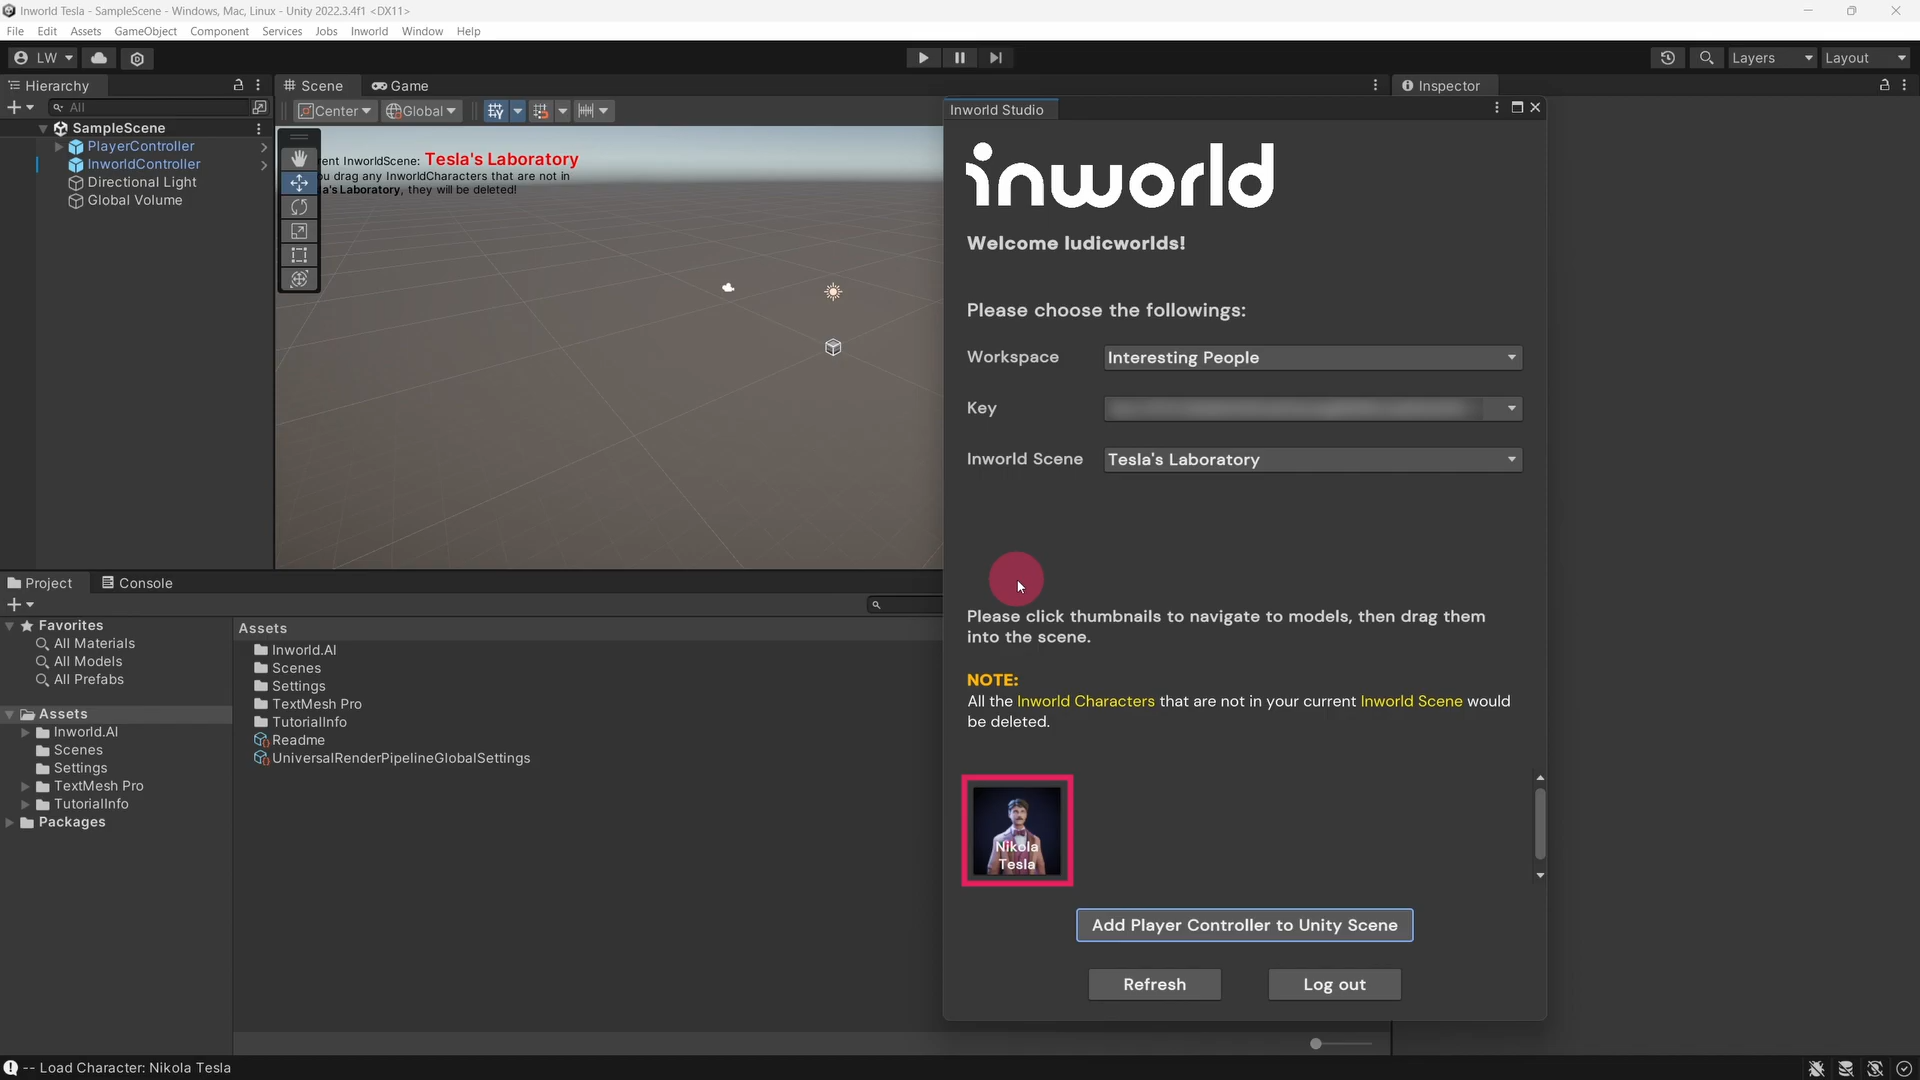 Inworld Tesla - SampleScene - Windows, Mac, Linux - Unity 2022.3.4f1 <DX11>
File Edit Assets GameObject Component Services Jobs Inworld Window Help
LW
Layers
Layout
Hierarchy
Scene
Game
Inspector
All
Center
Global
Inworld Studio
SampleScene
PlayerController
InworldController
Directional Light
Global Volume
rent InworldScene: Tesla's Laboratory
ou drag any InworldCharacters that are not in
a's Laboratory, they will be deleted!
inworld
Welcome ludicworlds!
Please choose the followings:
Workspace
Interesting People
Key
Inworld Scene
Tesla's Laboratory
Please click thumbnails to navigate to models, then drag them
into the scene.
NOTE:
All the Inworld Characters that are not in your current Inworld Scene would
be deleted.
Nikola
Tesla
Add Player Controller to Unity Scene
Refresh
Log out
Project
Console
Favorites
All Materials
All Models
All Prefabs
Assets
Inworld.AI
Scenes
Settings
TextMesh Pro
TutorialInfo
Packages
Assets
Inworld.AI
Scenes
Settings
TextMesh Pro
TutorialInfo
Readme
UniversalRenderPipelineGlobalSettings
-- Load Character: Nikola Tesla